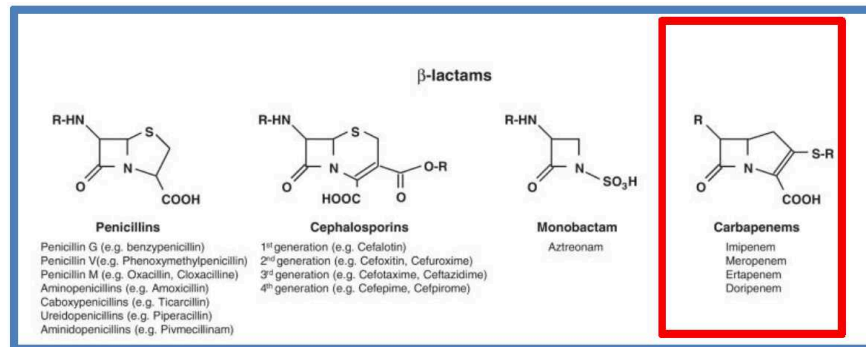 β-lactams
R-HN
S
N
O
COOH
R-HN
S
N
O
HOOC
O-R
O
R-HN
N
O
SO₃H
R
S-R
N
O
COOH
Penicillins
Penicillin G (e.g. benzypenicillin)
Penicillin V(e.g. Phenoxymethylpenicillin)
Penicillin M (e.g. Oxacillin, Cloxacilline)
Aminopenicillins (e.g. Amoxicillin)
Caboxypenicillins (e.g. Ticarcillin)
Ureidopenicillins (e.g. Piperacillin)
Aminidopenicillins (e.g. Pivmecillinam)
Cephalosporins
1st generation (e.g. Cefalotin)
2nd generation (e.g. Cefoxitin, Cefuroxime)
3rd generation (e.g. Cefotaxime, Ceftazidime)
4th generation (e.g. Cefepime, Cefpirome)
Monobactam
Aztreonam
Carbapenems
Imipenem
Meropenem
Ertapenem
Doripenem